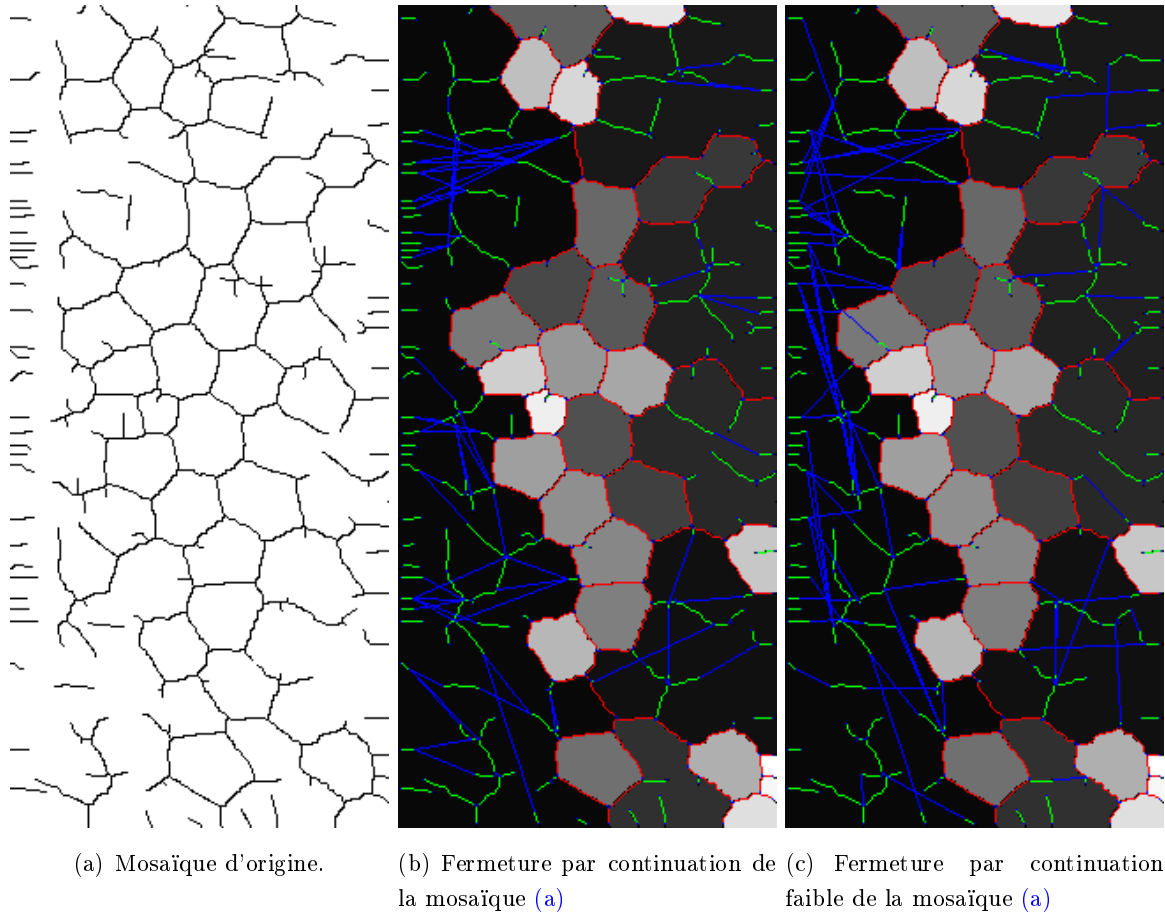 (a) Mosaïque d'origine.
(b) Fermeture par continuation de
la mosaïque (a)
(c) Fermeture par continuation
faible de la mosaïque (a)